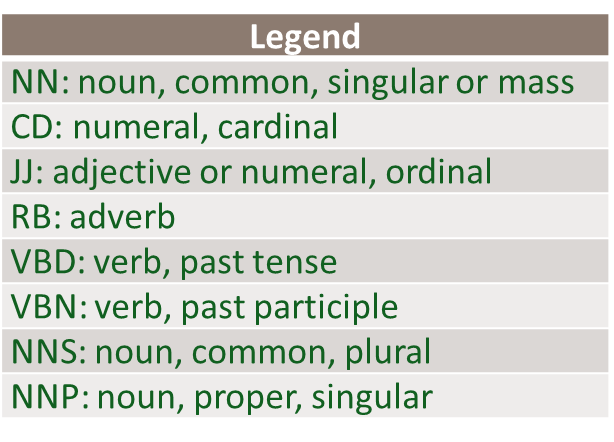 Legend
NN: noun, common, singular or mass
CD: numeral, cardinal
JJ: adjective or numeral, ordinal
RB: adverb
VBD: verb, past tense
VBN: verb, past participle
NNS: noun, common, plural
NNP: noun, proper, singular